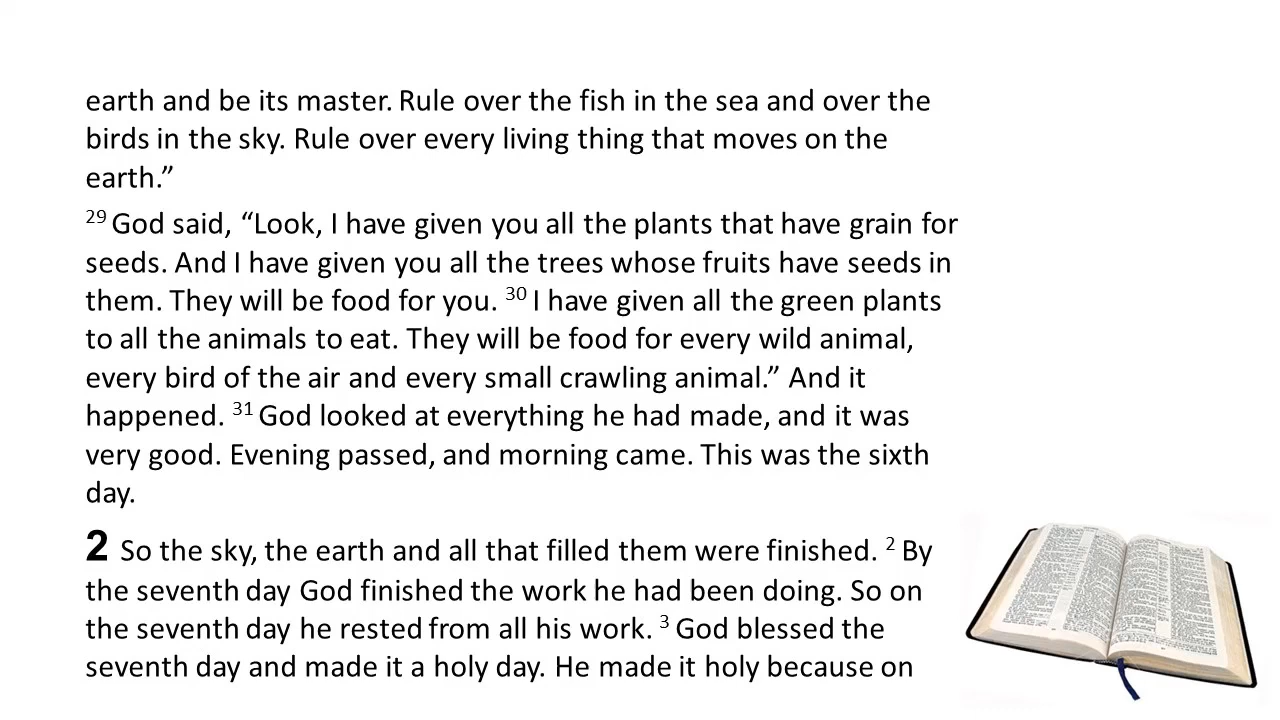 earth and be its master. Rule over the fish in the sea and over the
birds in the sky. Rule over every living thing that moves on the
earth.”
29 God said, “Look, I have given you all the plants that have grain for
seeds. And I have given you all the trees whose fruits have seeds in
them. They will be food for you. 30 I have given all the green plants
to all the animals to eat. They will be food for every wild animal,
every bird of the air and every small crawling animal.” And it
happened. 31 God looked at everything he had made, and it was
very good. Evening passed, and morning came. This was the sixth
day.
2 So the sky, the earth and all that filled them were finished. 2 By
the seventh day God finished the work he had been doing. So on
the seventh day he rested from all his work. 3 God blessed the
seventh day and made it a holy day. He made it holy because on